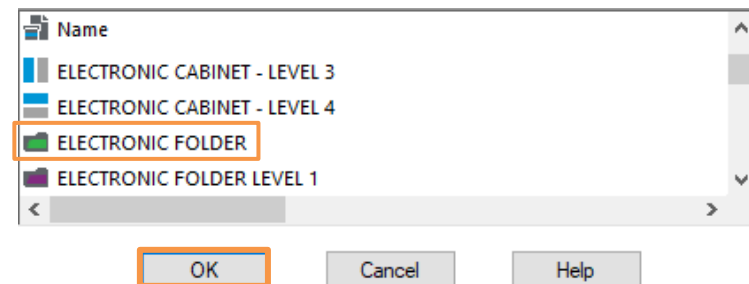 Name
ELECTRONIC CABINET - LEVEL 3
ELECTRONIC CABINET - LEVEL 4
ELECTRONIC FOLDER
ELECTRONIC FOLDER LEVEL 1
OK Cancel Help